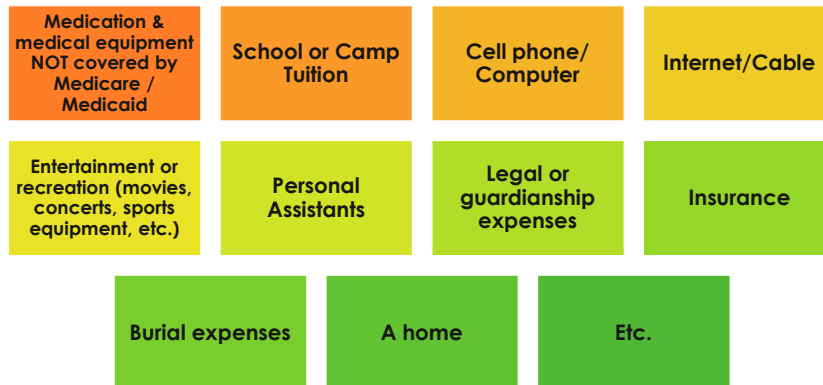 Medication &
medical equipment
NOT covered by
Medicare /
Medicaid
School or Camp
Tuition
Cell phone/
Computer
Internet/Cable
Entertainment or
recreation (movies,
concerts, sports
equipment, etc.)
Personal
Assistants
Legal or
guardianship
expenses
Insurance
Burial expenses
A home
Etc.